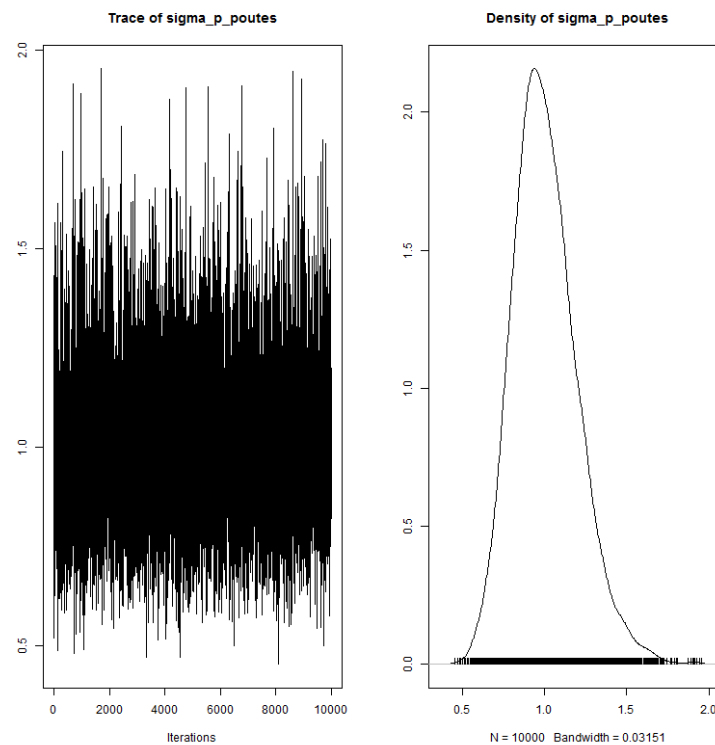 Trace of sigma_p_poutes
2.0
1.5
1.0
0.5
0 2000 4000 6000 8000 10000
Iterations
Density of sigma_p_poutes
2.0
1.5
1.0
0.5
0.0
0.5 1.0 1.5 2.0
N = 10000 Bandwidth = 0.03151